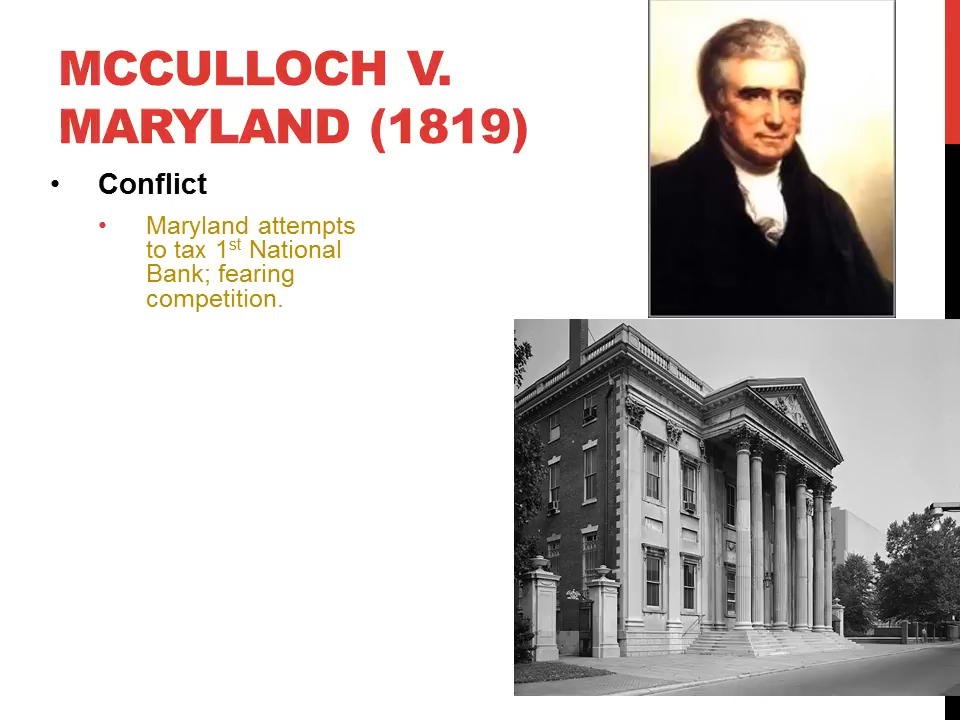 MCCULLOCH V.
MARYLAND (1819)
• Conflict
• Maryland attempts
to tax 1st National
Bank; fearing
competition.